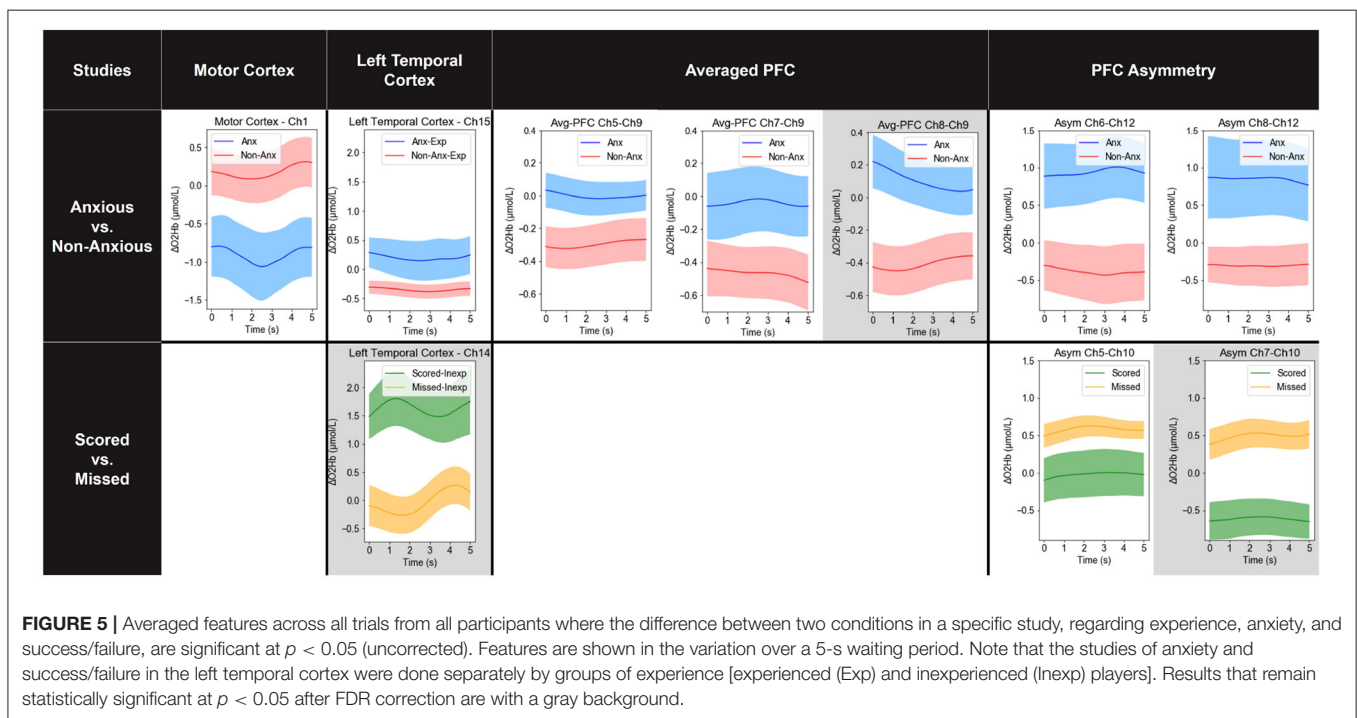 Studies
Motor Cortex
Left Temporal
Cortex
Averaged PFC
PFC Asymmetry
Anxious
vs.
Non-Anxious
Motor Cortex - Ch1
Anx
Non-Anx
ΔO2Hb (μmol/L)
0.5
0.0
−0.5
−1.0
−1.5
0 1 2 3 4 5
Time (s)
Left Temporal Cortex - Ch15
Anx-Exp
Non-Anx-Exp
ΔO2Hb (μmol/L)
2.0
1.5
1.0
0.5
0.0
−0.5
0 1 2 3 4 5
Time (s)
Avg-PFC Ch5-Ch9
Anx
Non-Anx
ΔO2Hb (μmol/L)
0.4
0.2
0.0
−0.2
−0.4
−0.6
0 1 2 3 4 5
Time (s)
Avg-PFC Ch7-Ch9
Anx
Non-Anx
ΔO2Hb (μmol/L)
0.4
0.2
0.0
−0.2
−0.4
−0.6
0 1 2 3 4 5
Time (s)
Avg-PFC Ch8-Ch9
Anx
Non-Anx
ΔO2Hb (μmol/L)
0.4
0.2
0.0
−0.2
−0.4
−0.6
0 1 2 3 4 5
Time (s)
Asym Ch6-Ch12
Anx
Non-Anx
ΔO2Hb (μmol/L)
1.5
1.0
0.5
0.0
−0.5
0 1 2 3 4 5
Time (s)
Asym Ch8-Ch12
Anx
Non-Anx
ΔO2Hb (μmol/L)
1.5
1.0
0.5
0.0
−0.5
0 1 2 3 4 5
Time (s)
Scored
vs.
Missed
Left Temporal Cortex - Ch14
Scored-Inexp
Missed-Inexp
ΔO2Hb (μmol/L)
2.0
1.5
1.0
0.5
0.0
−0.5
0 1 2 3 4 5
Time (s)
Asym Ch5-Ch10
Scored
Missed
ΔO2Hb (μmol/L)
1.5
1.0
0.5
0.0
−0.5
0 1 2 3 4 5
Time (s)
Asym Ch7-Ch10
Scored
Missed
ΔO2Hb (μmol/L)
1.5
1.0
0.5
0.0
−0.5
0 1 2 3 4 5
Time (s)
FIGURE 5 | Averaged features across all trials from all participants where the difference between two conditions in a specific study, regarding experience, anxiety, and
success/failure, are significant at p < 0.05 (uncorrected). Features are shown in the variation over a 5-s waiting period. Note that the studies of anxiety and
success/failure in the left temporal cortex were done separately by groups of experience [experienced (Exp) and inexperienced (Inexp) players]. Results that remain
statistically significant at p < 0.05 after FDR correction are with a gray background.